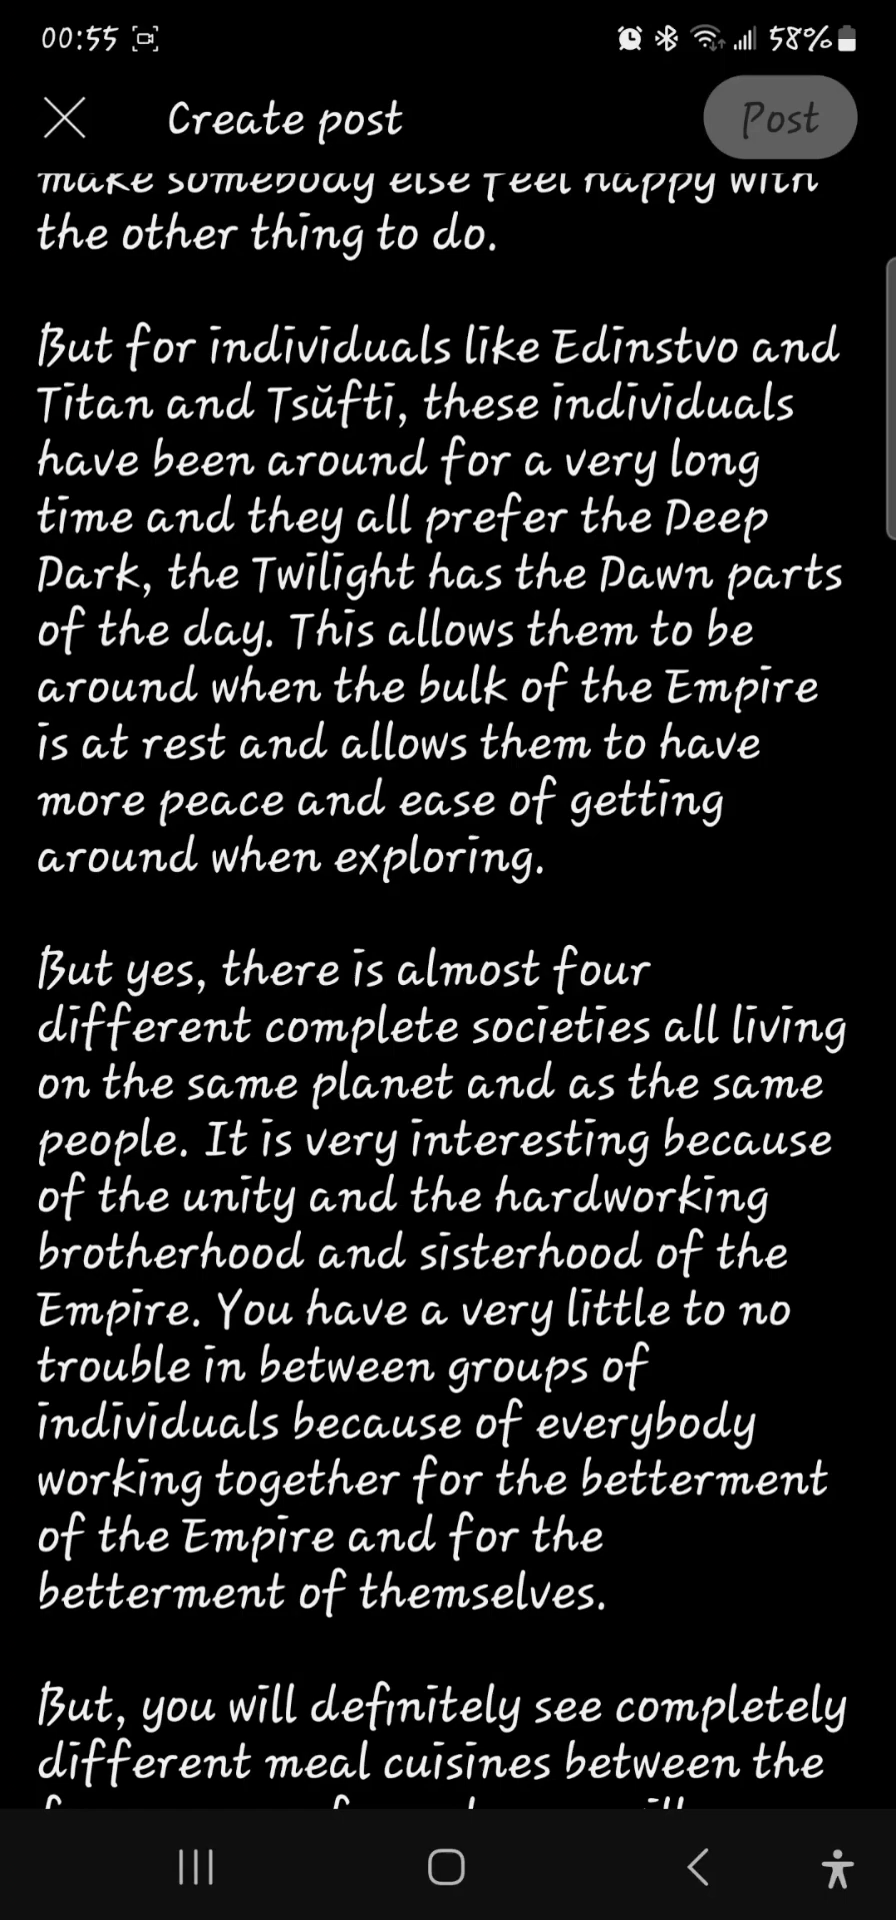 00:55 58%
Create post Post
make somebody else feel happy with
the other thing to do.
But for individuals like Edinstvo and
Titan and Tsŭfti, these individuals
have been around for a very long
time and they all prefer the Deep
Dark, the Twilight has the Dawn parts
of the day. This allows them to be
around when the bulk of the Empire
is at rest and allows them to have
more peace and ease of getting
around when exploring.
But yes, there is almost four
different complete societies all living
on the same planet and as the same
people. It is very interesting because
of the unity and the hardworking
brotherhood and sisterhood of the
Empire. You have a very little to no
trouble in between groups of
individuals because of everybody
working together for the betterment
of the Empire and for the
betterment of themselves.
But, you will definitely see completely
different meal cuisines between the